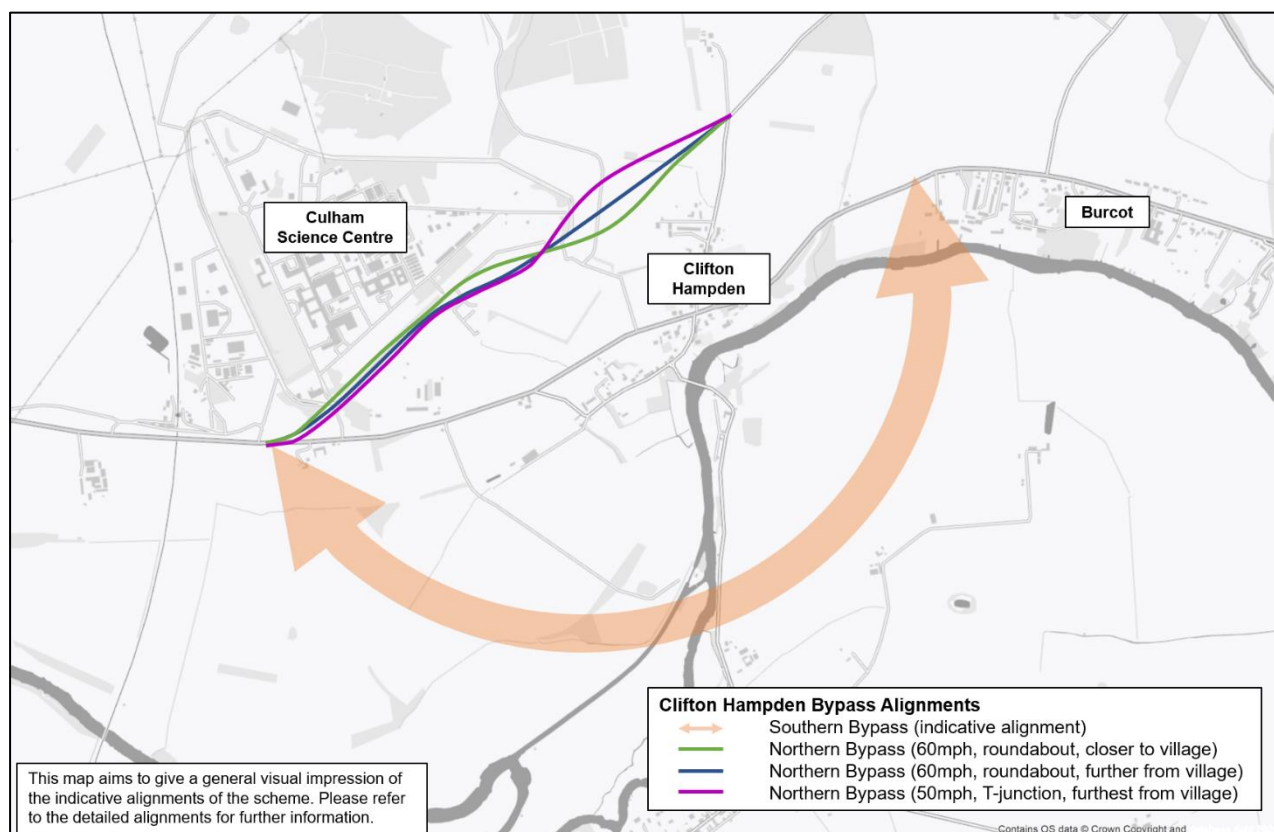 Culham
Science Centre
Burcot
Clifton
Hampden
Clifton Hampden Bypass Alignments
Southern Bypass (indicative alignment)
Northern Bypass (60mph, roundabout, closer to village)
Northern Bypass (60mph, roundabout, further from village)
Northern Bypass (50mph, T-junction, furthest from village)
This map aims to give a general visual impression of
the indicative alignments of the scheme. Please refer
to the detailed alignments for further information.
Contains OS data © Crown Copyright and